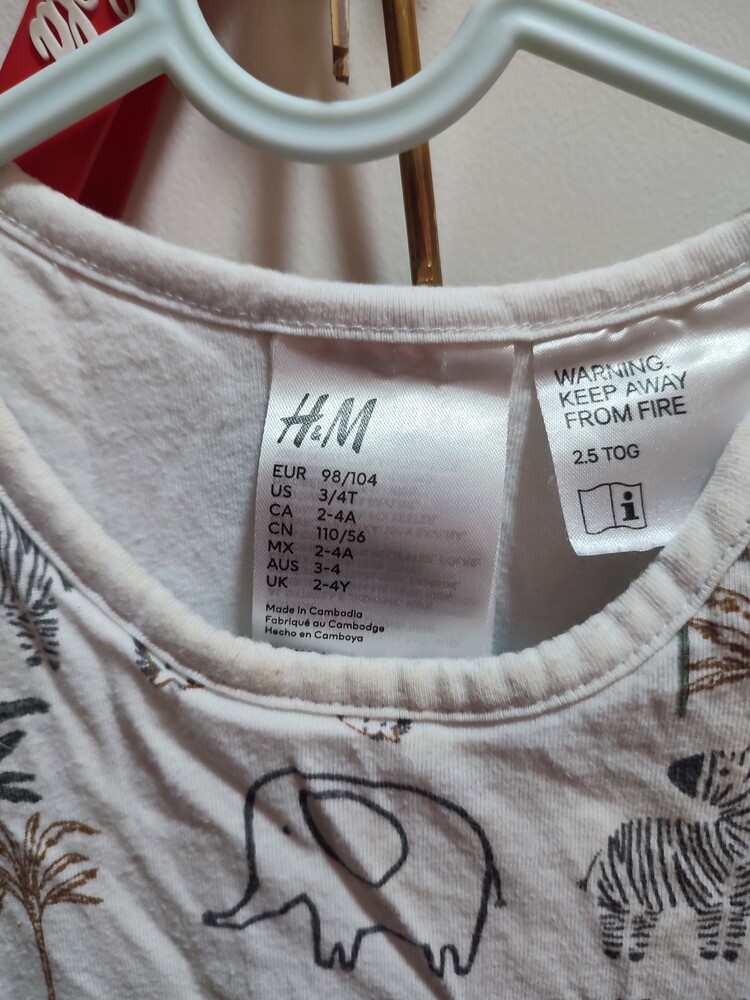 H&M
EUR 98/104
US 3/4T
CA 2-4A
CN 110/56
MX 2-4A
AUS 3-4
UK 2-4Y
Made in Cambodia
Fabriqué au Cambodge
Hecho en Camboya
WARNING.
KEEP AWAY
FROM FIRE
2.5 TOG
i